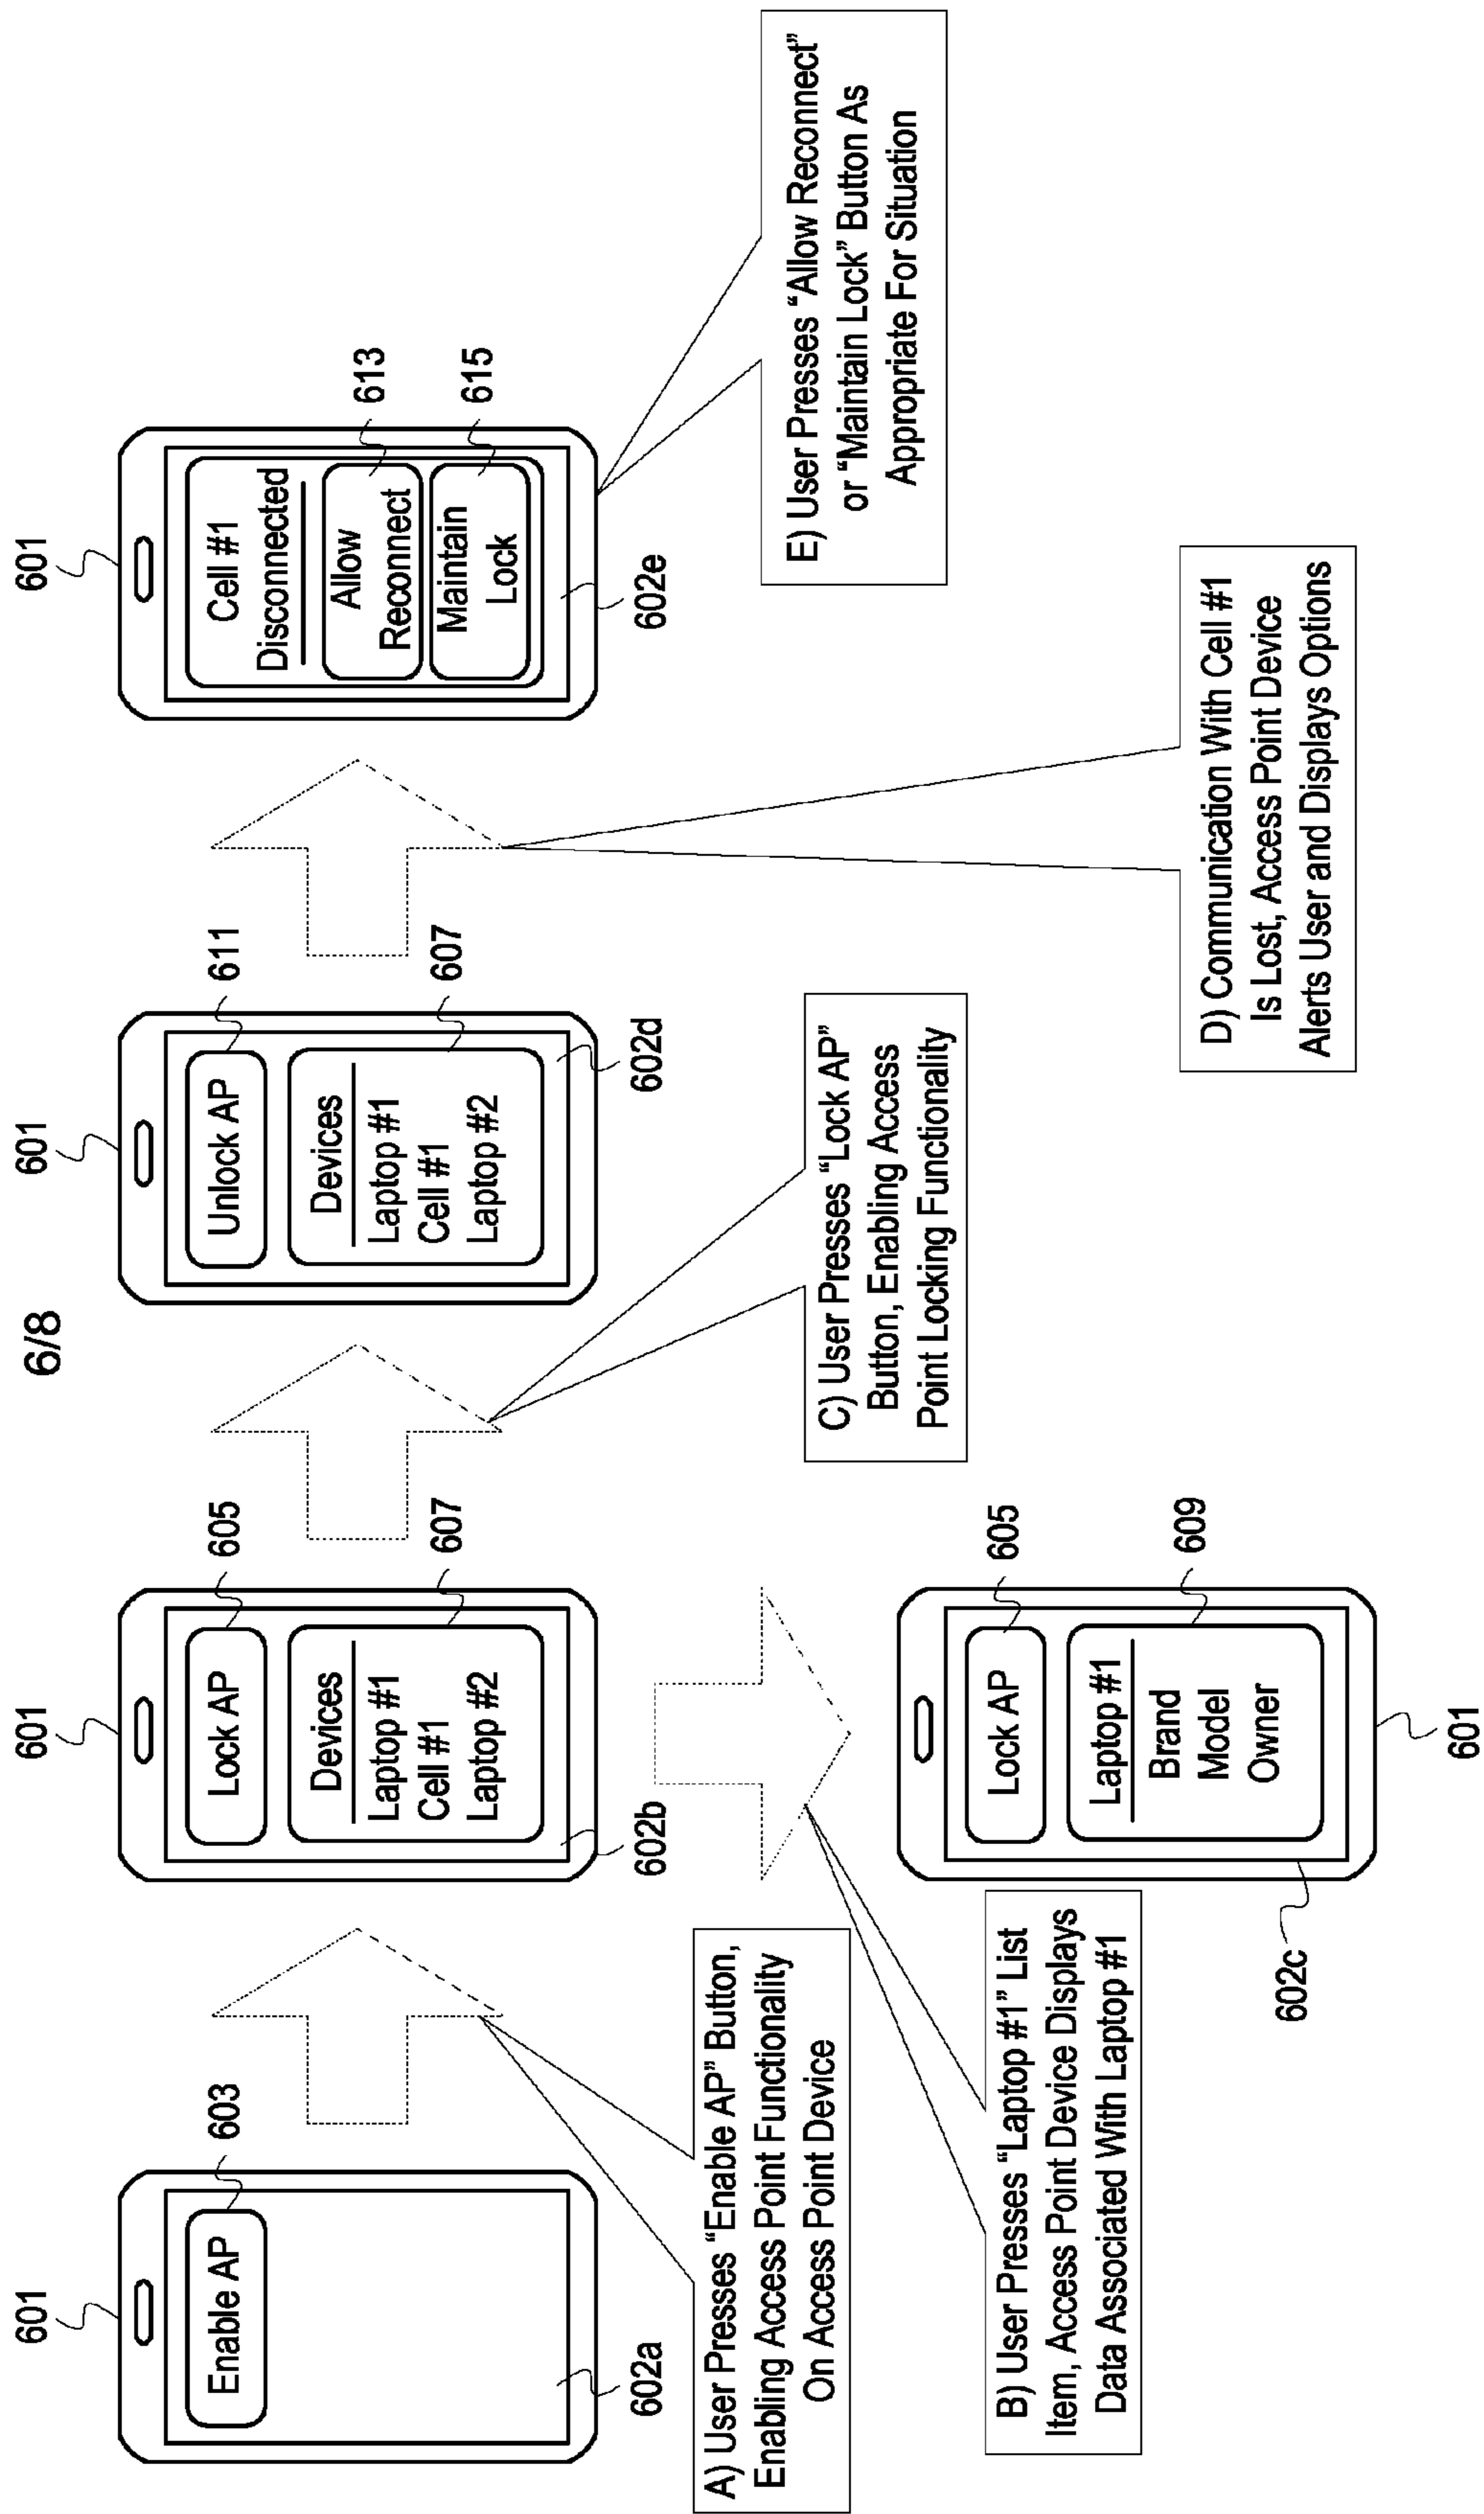 6/8
601
Enable AP
603
602a
A) User Presses “Enable AP” Button,
Enabling Access Point Functionality
On Access Point Device
601
Lock AP
605
Devices
Laptop #1
Cell #1
Laptop #2
607
602b
B) User Presses “Laptop #1” List
Item, Access Point Device Displays
Data Associated With Laptop #1
Lock AP
605
Laptop #1
Brand
Model
Owner
609
602c
601
C) User Presses “Lock AP”
Button, Enabling Access
Point Locking Functionality
601
Unlock AP
611
Devices
Laptop #1
Cell #1
Laptop #2
607
602d
D) Communication With Cell #1
Is Lost, Access Point Device
Alerts User and Displays Options
601
Cell #1
Disconnected
Allow
Reconnect
613
Maintain
Lock
615
602e
E) User Presses “Allow Reconnect”
or “Maintain Lock” Button As
Appropriate For Situation